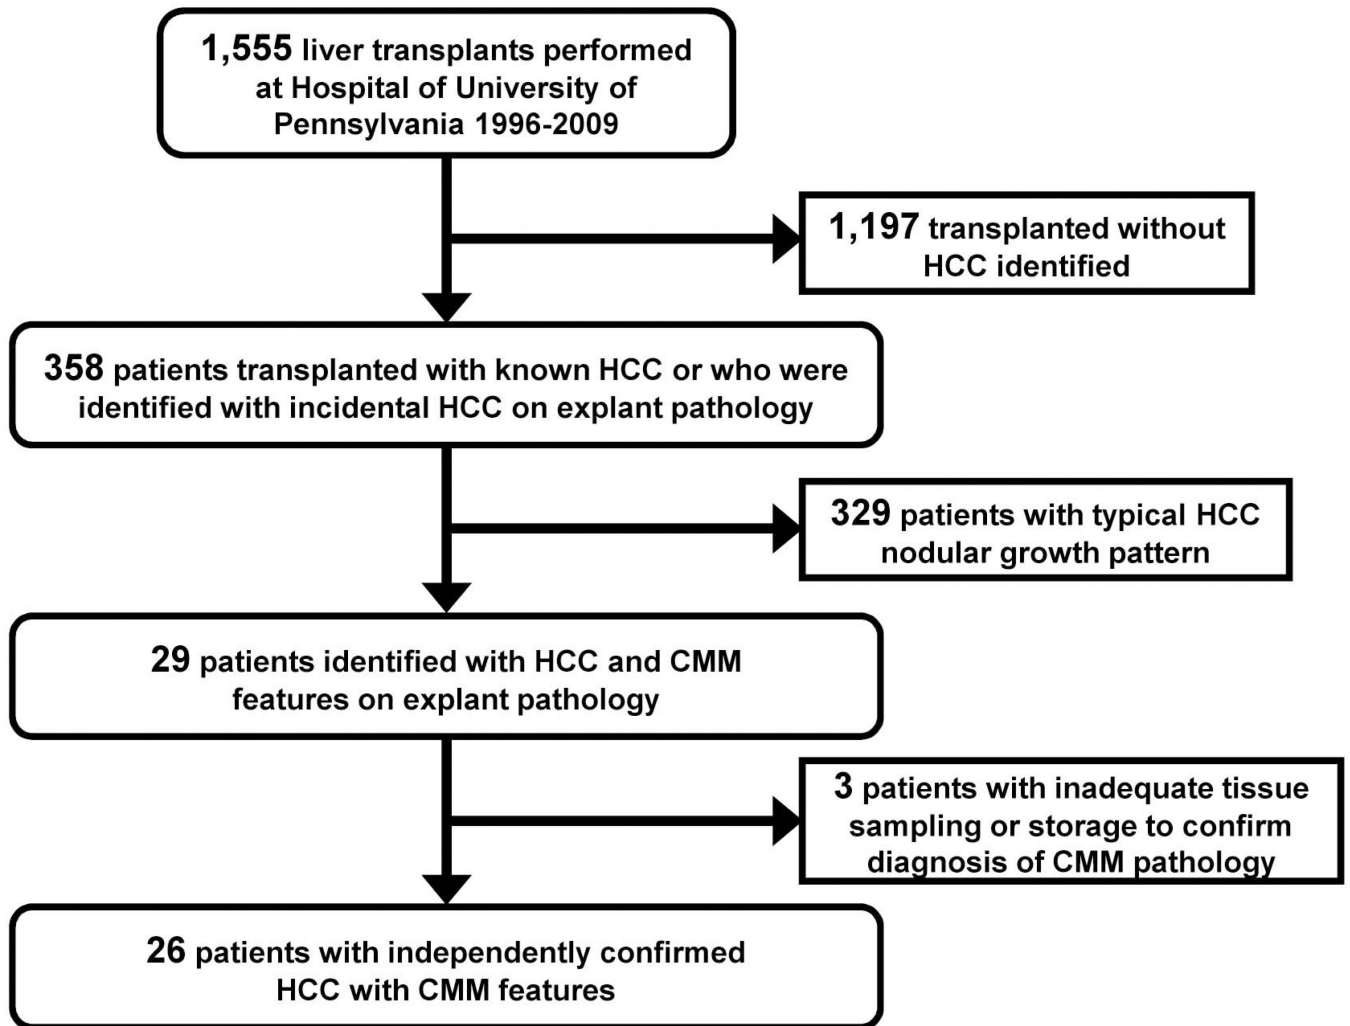 1,555 liver transplants performed
at Hospital of University of
Pennsylvania 1996-2009
1,197 transplanted without
HCC identified
358 patients transplanted with known HCC or who were
identified with incidental HCC on explant pathology
329 patients with typical HCC
nodular growth pattern
29 patients identified with HCC and CMM
features on explant pathology
3 patients with inadequate tissue
sampling or storage to confirm
diagnosis of CMM pathology
26 patients with independently confirmed
HCC with CMM features